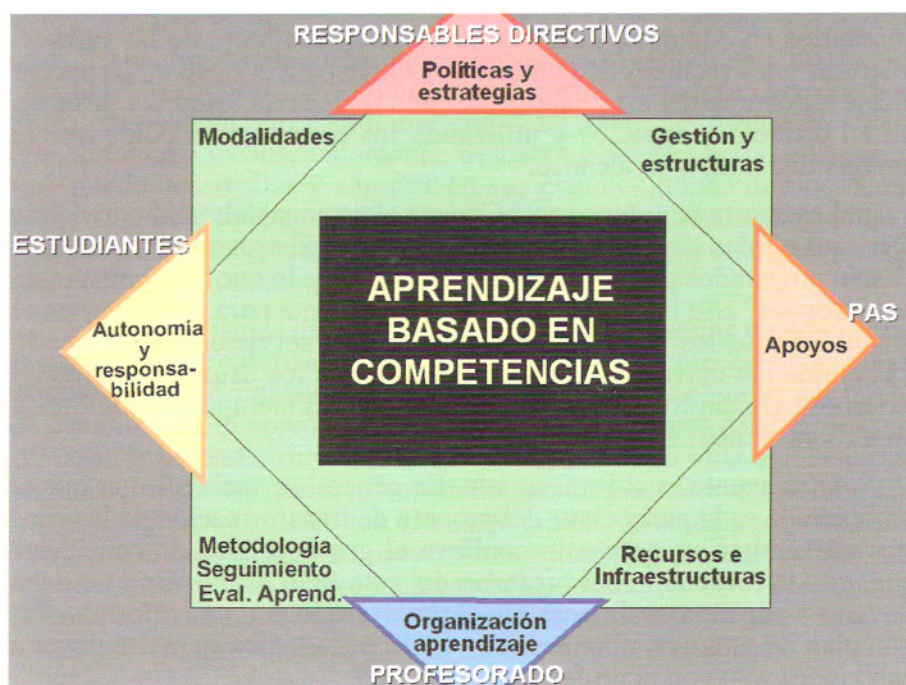 RESPONSABLES DIRECTIVOS
Políticas y
estrategias
Modalidades
Gestión y
estructuras
ESTUDIANTES
Autonomía
y
responsa-
bilidad
APRENDIZAJE
BASADO EN
COMPETENCIAS
PAS
Apoyos
Metodología
Seguimiento
Eval. Aprend.
Recursos e
Infraestructuras
Organización
aprendizaje
PROFESORADO